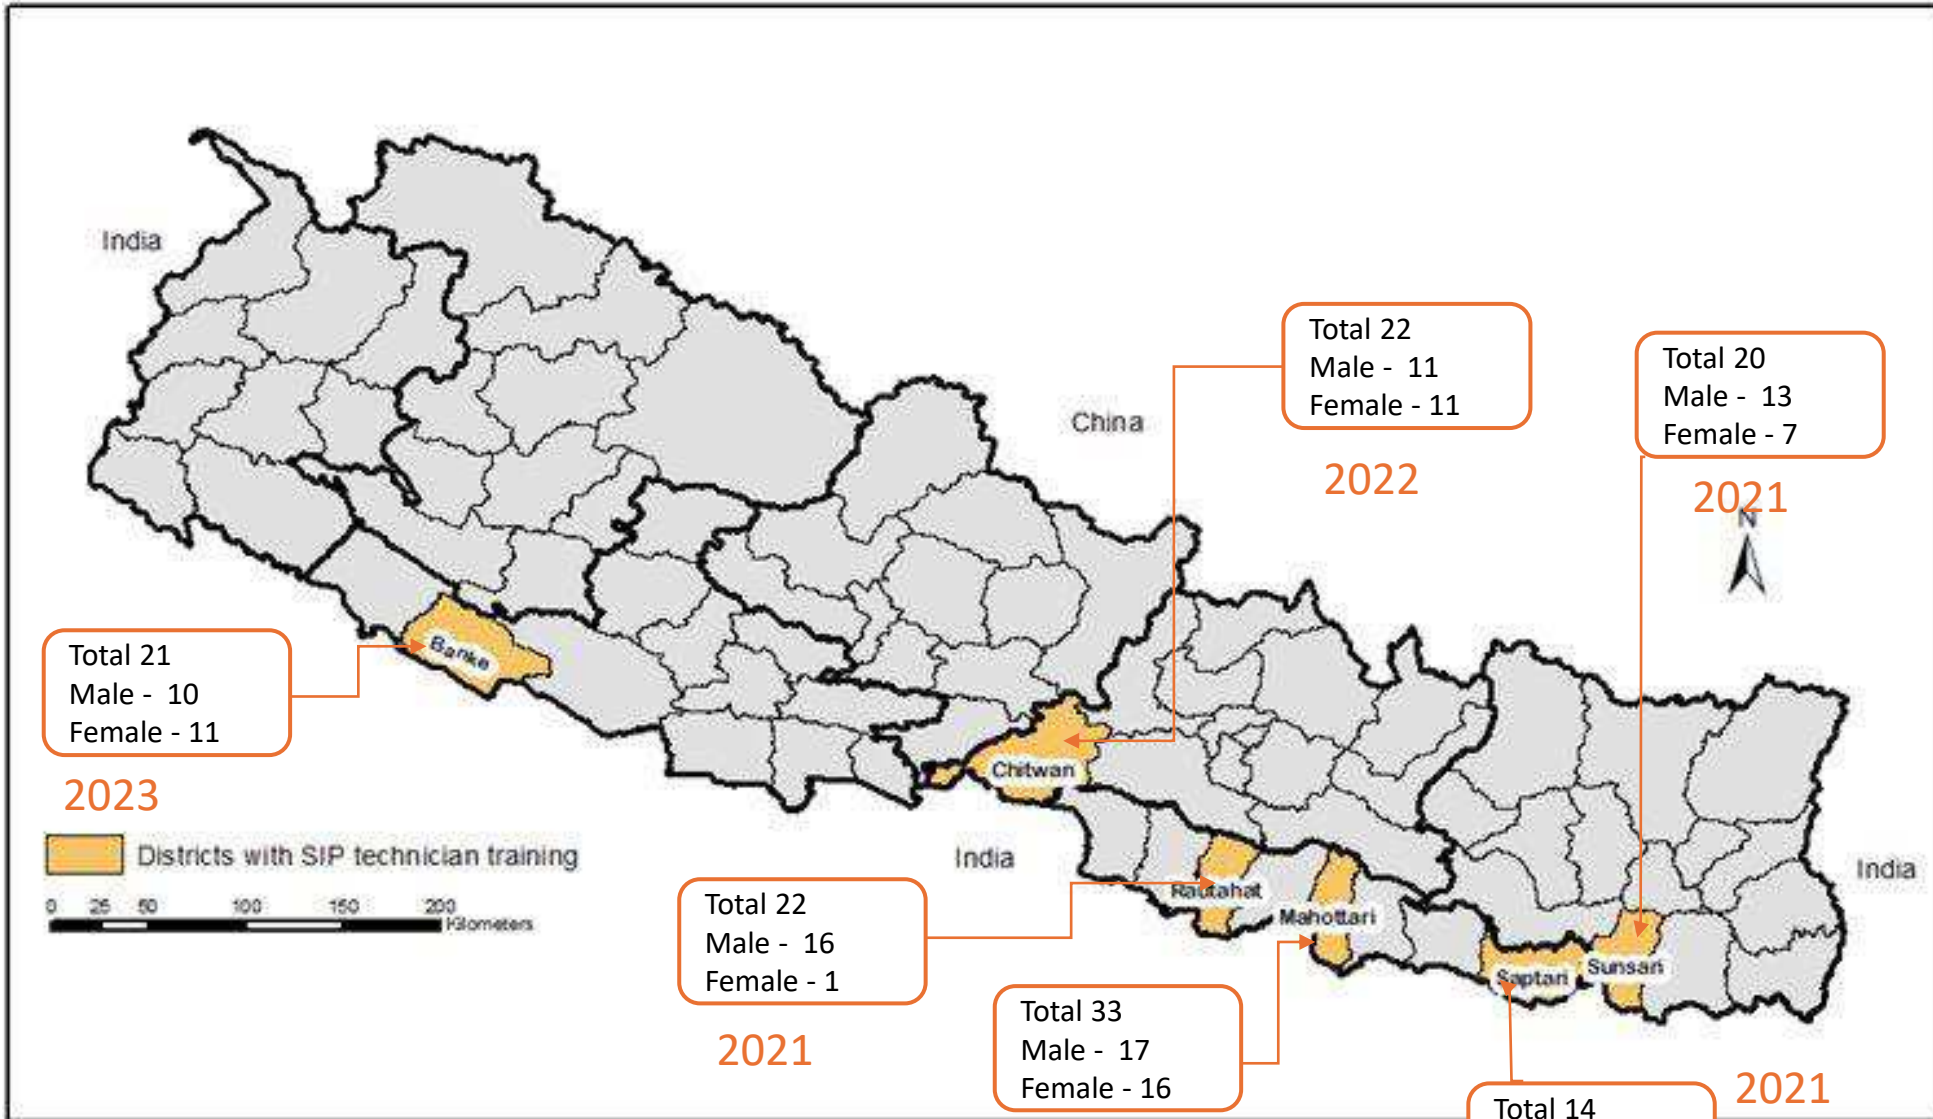 India
Total 22
Male -  11
Female - 11
2022
Total 20
Male -  13
Female - 7
2021
N
China
Banke
Total 21
Male -  10
Female - 11
2023
Chitwan
Districts with SIP technician training
0 25 50 100 150 200
Kilometers
India
India
Rautahat
Mahottari
Saptari
Sunsari
Total 22
Male -  16
Female - 1
2021
Total 33
Male -  17
Female - 16
2021
Total 14